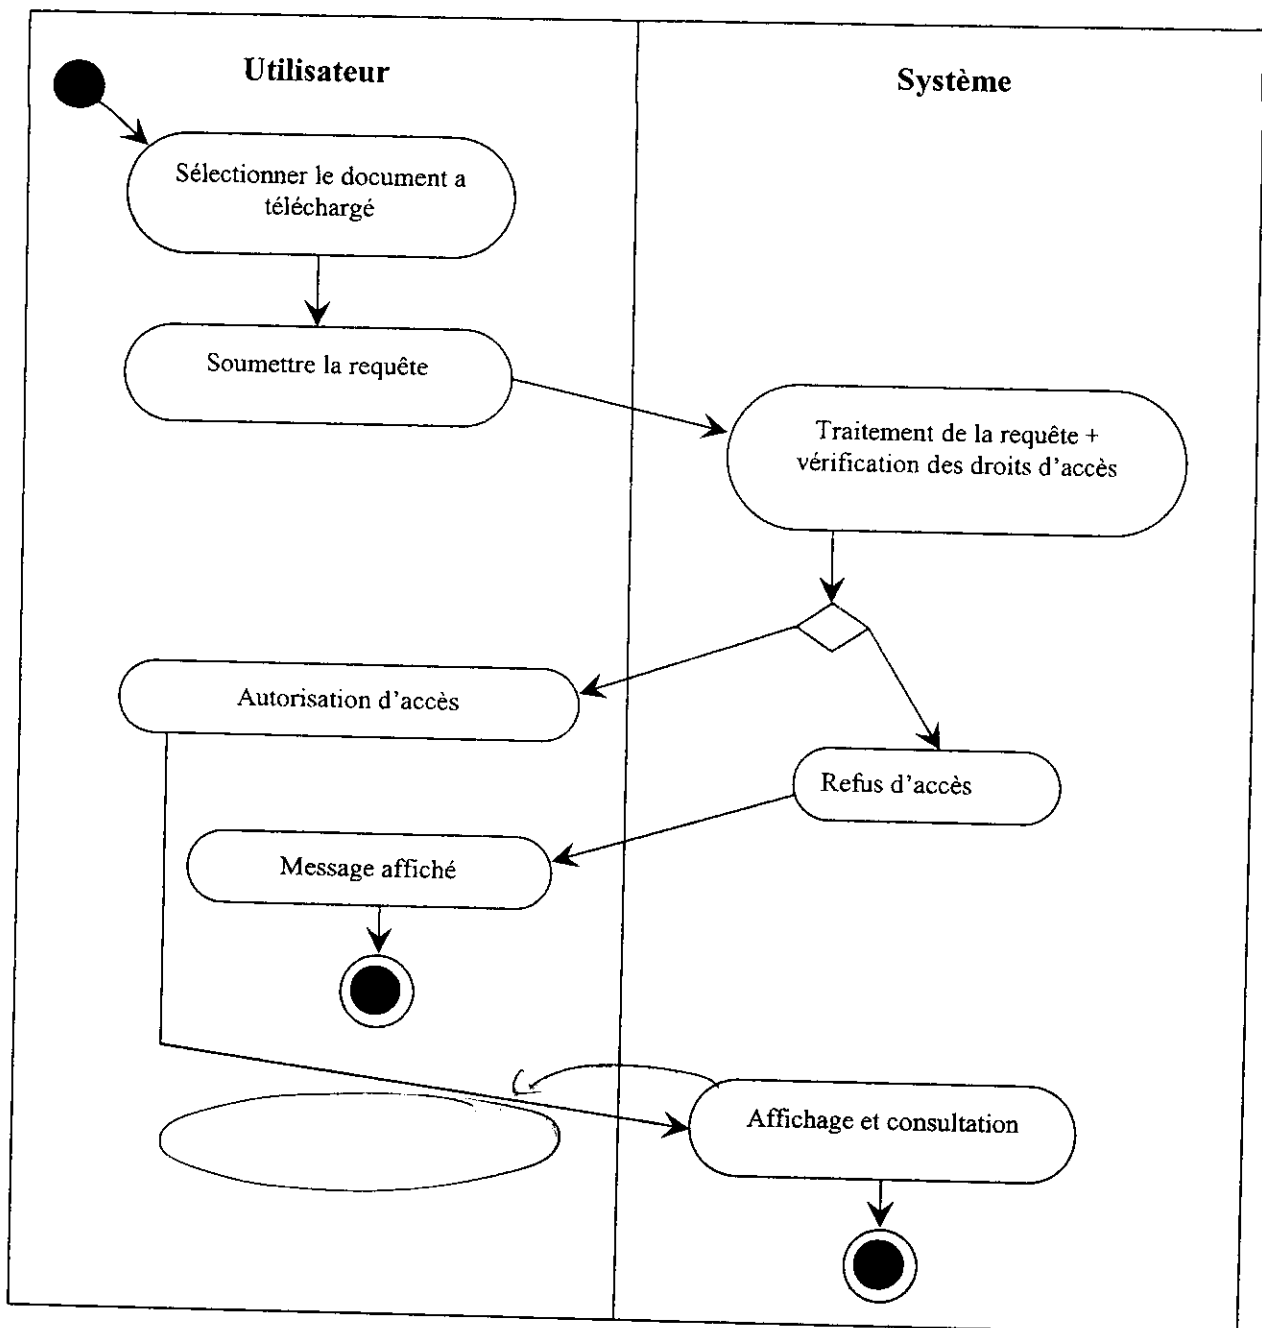 Utilisateur
Système
Sélectionner le document a
téléchargé
Soumettre la requête
Traitement de la requête +
vérification des droits d'accès
Autorisation d'accès
Refus d'accès
Message affiché
Affichage et consultation